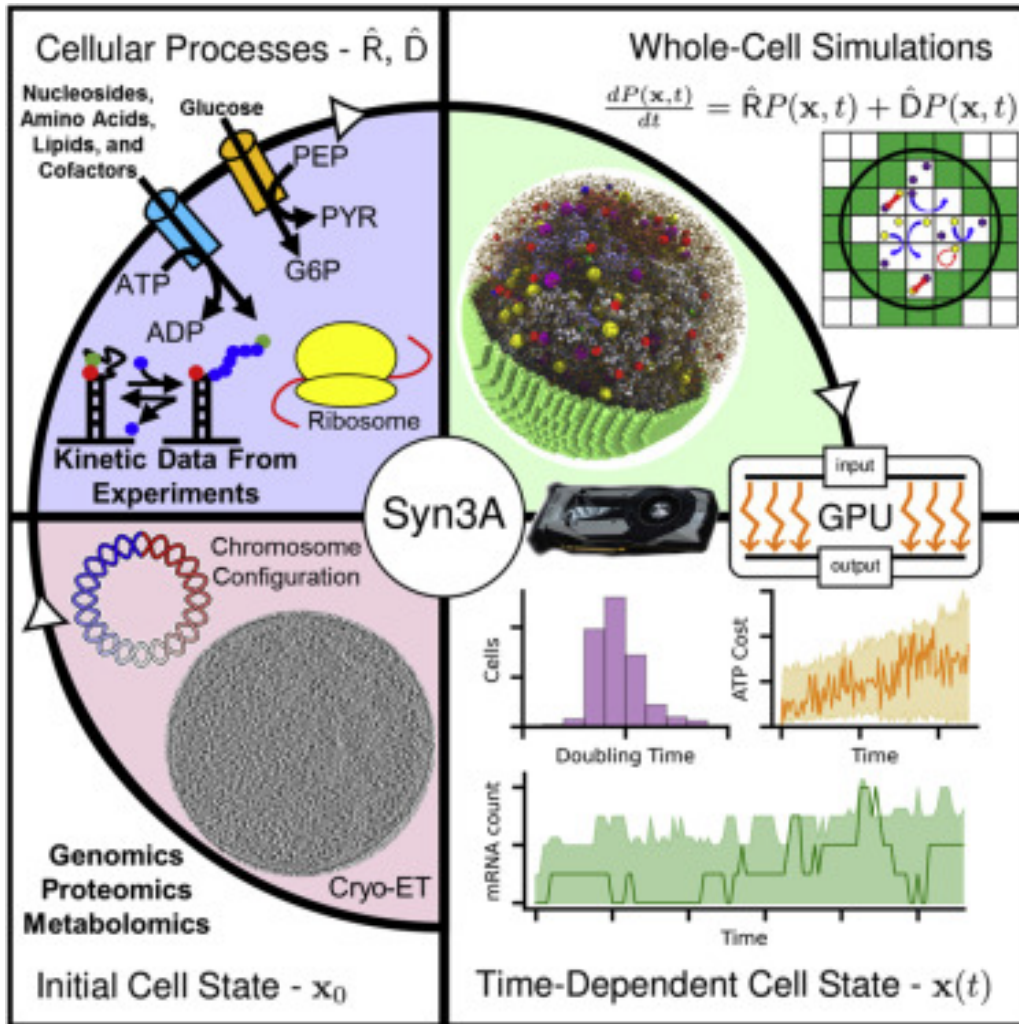 Cellular Processes - R̂, D̂
Nucleosides,
Amino Acids,
Lipids, and
Cofactors
Glucose
PEP
PYR
G6P
ATP
ADP
Ribosome
Kinetic Data From
Experiments
Whole-Cell Simulations
dP(x,t)/dt = R̂P(x,t) + D̂P(x,t)
Syn3A
input
GPU
output
Chromosome
Configuration
Cryo-ET
Genomics
Proteomics
Metabolomics
Initial Cell State - x₀
Cells
Doubling Time
ATP Cost
Time
mRNA count
Time
Time-Dependent Cell State - x(t)